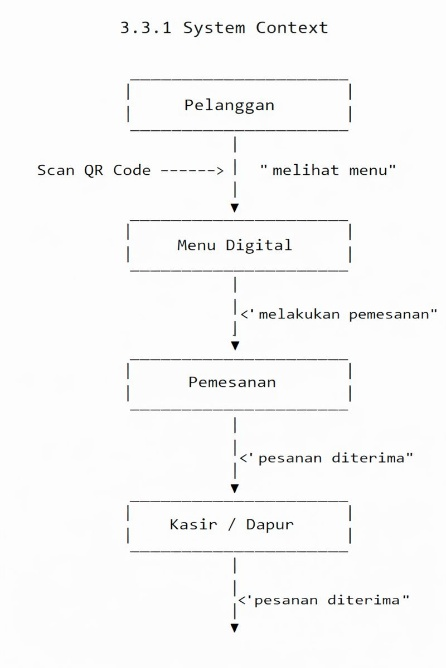 3.3.1 System Context
Pelanggan
Scan QR Code ------> "melihat menu"
Menu Digital
<'melakukan pemesanan"
Pemesanan
<'pesanan diterima"
Kasir / Dapur
<'pesanan diterima"